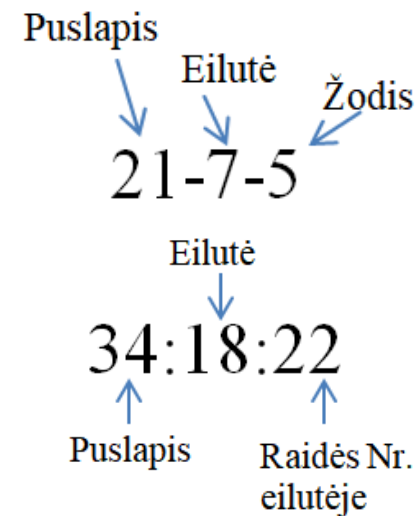 Puslapis
Eilutė
Žodis
21-7-5
Eilutė
34:18:22
Puslapis
Raidės Nr.
eilutėje